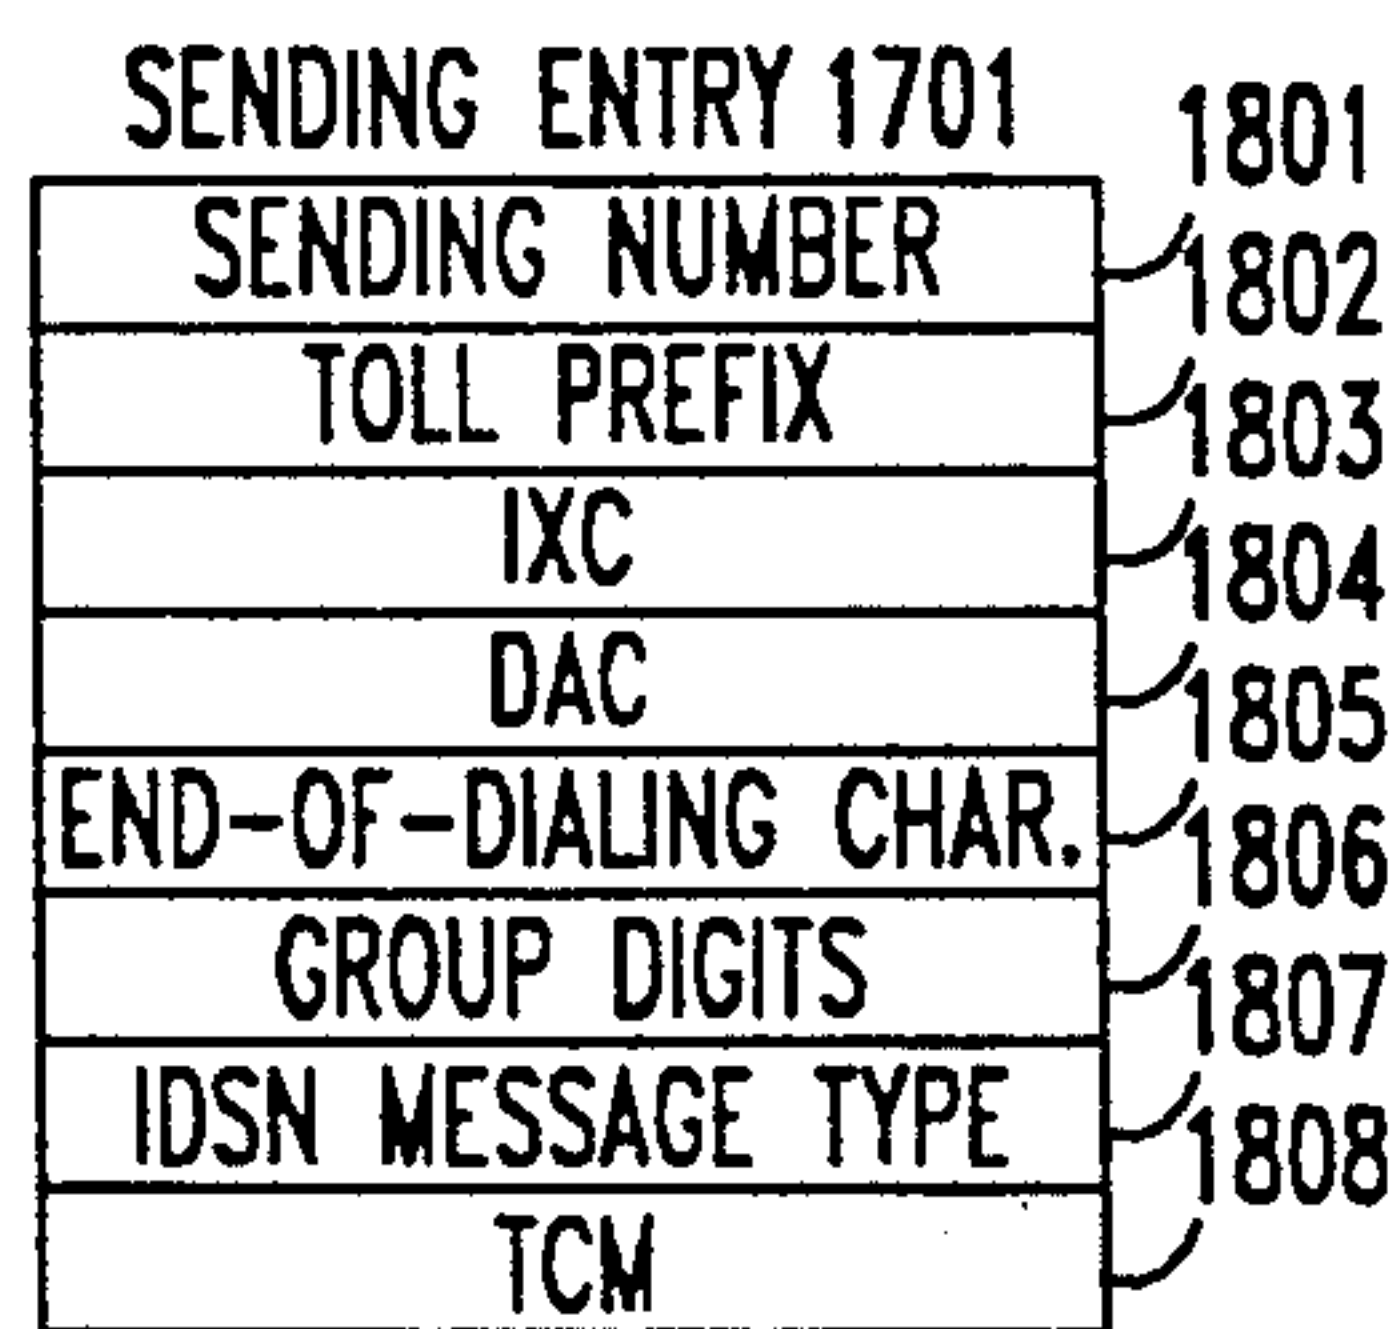 SENDING ENTRY 1701
1801
SENDING NUMBER
1802
TOLL PREFIX
1803
IXC
1804
DAC
1805
END-OF-DIALING CHAR.
1806
GROUP DIGITS
1807
IDSN MESSAGE TYPE
1808
TCM